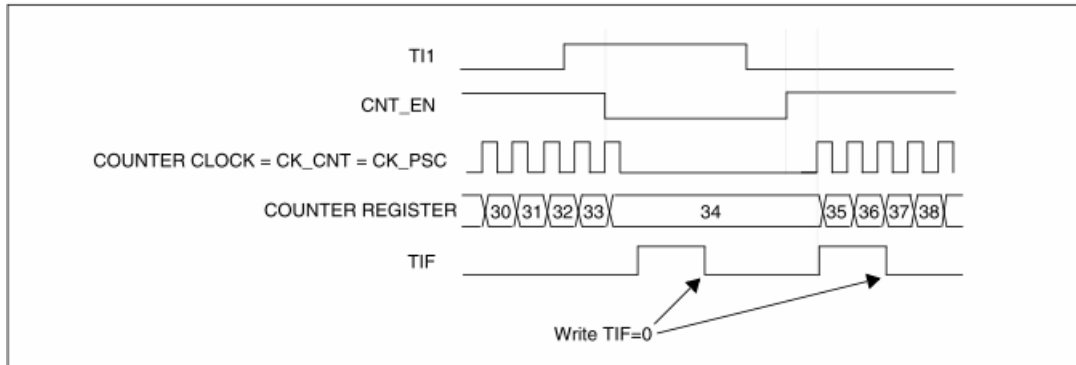 TI1
CNT_EN
COUNTER CLOCK = CK_CNT = CK_PSC
COUNTER REGISTER 30 31 32 33 34 35 36 37 38
TIF
Write TIF=0